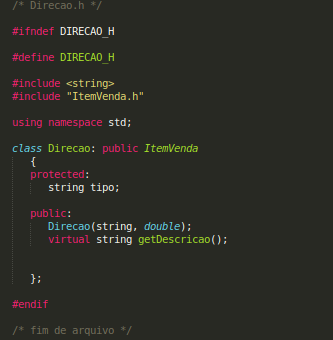 /* Direcao.h */
#ifndef DIRECAO_H
#define DIRECAO_H
#include <string>
#include "ItemVenda.h"
using namespace std;
class Direcao: public ItemVenda
{
protected:
string tipo;
public:
Direcao(string, double);
virtual string getDescricao();
};
#endif
/* fim de arquivo */